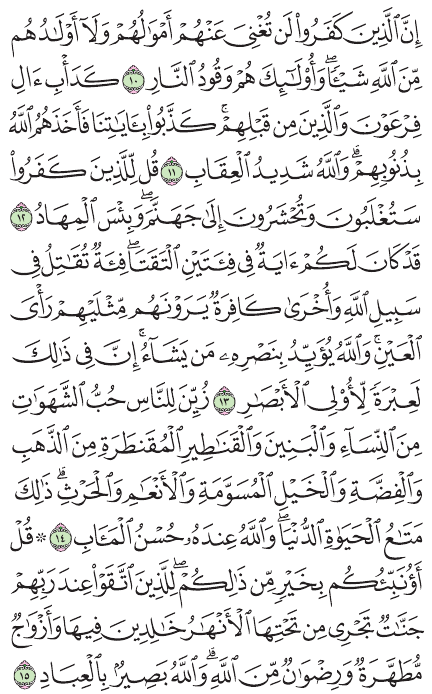 إِنَّ ٱلَّذِينَ كَفَرُوا۟ لَن تُغْنِىَ عَنْهُمْ أَمْوَٰلُهُمْ وَلَآ أَوْلَٰدُهُم
مِّنَ ٱللَّهِ شَيْـًٔا ۖ وَأُو۟لَٰٓئِكَ هُمْ وَقُودُ ٱلنَّارِ ١٠ كَدَأْبِ ءَالِ
فِرْعَوْنَ وَٱلَّذِينَ مِن قَبْلِهِمْ ۚ كَذَّبُوا۟ بِـَٔايَٰتِنَا فَأَخَذَهُمُ ٱللَّهُ
بِذُنُوبِهِمْ ۗ وَٱللَّهُ شَدِيدُ ٱلْعِقَابِ ١١ قُل لِّلَّذِينَ كَفَرُوا۟
سَتُغْلَبُونَ وَتُحْشَرُونَ إِلَىٰ جَهَنَّمَ ۚ وَبِئْسَ ٱلْمِهَادُ ١٢
قَدْ كَانَ لَكُمْ ءَايَةٌ فِى فِئَتَيْنِ ٱلْتَقَتَا ۖ فِئَةٌ تُقَٰتِلُ فِى
سَبِيلِ ٱللَّهِ وَأُخْرَىٰ كَافِرَةٌ يَرَوْنَهُم مِّثْلَيْهِمْ رَأْىَ
ٱلْعَيْنِ ۚ وَٱللَّهُ يُؤَيِّدُ بِنَصْرِهِۦ مَن يَشَآءُ ۗ إِنَّ فِى ذَٰلِكَ
لَعِبْرَةً لِّأُو۟لِى ٱلْأَبْصَٰرِ ١٣ زُيِّنَ لِلنَّاسِ حُبُّ ٱلشَّهَوَٰتِ
مِنَ ٱلنِّسَآءِ وَٱلْبَنِينَ وَٱلْقَنَٰطِيرِ ٱلْمُقَنطَرَةِ مِنَ ٱلذَّهَبِ
وَٱلْفِضَّةِ وَٱلْخَيْلِ ٱلْمُسَوَّمَةِ وَٱلْأَنْعَٰمِ وَٱلْحَرْثِ ۗ ذَٰلِكَ
مَتَٰعُ ٱلْحَيَوٰةِ ٱلدُّنْيَا ۖ وَٱللَّهُ عِندَهُۥ حُسْنُ ٱلْمَـَٔابِ ١٤ ۞ قُلْ
أَؤُنَبِّئُكُم بِخَيْرٍ مِّن ذَٰلِكُمْ ۚ لِلَّذِينَ ٱتَّقَوْا۟ عِندَ رَبِّهِمْ
جَنَّٰتٌ تَجْرِى مِن تَحْتِهَا ٱلْأَنْهَٰرُ خَٰلِدِينَ فِيهَا وَأَزْوَٰجٌ
مُّطَهَّرَةٌ وَرِضْوَٰنٌ مِّنَ ٱللَّهِ ۗ وَٱللَّهُ بَصِيرٌۢ بِٱلْعِبَادِ ١٥